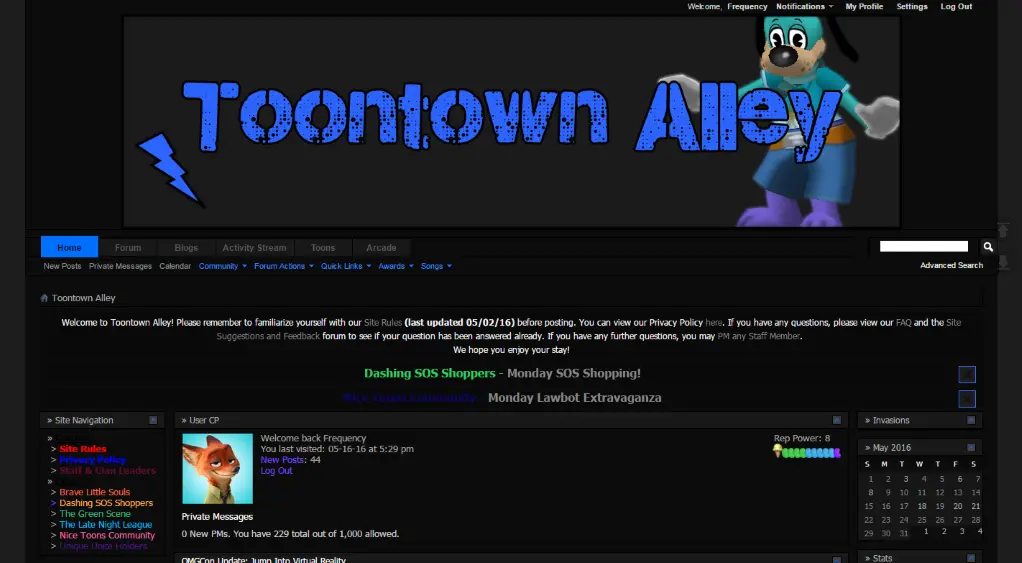 Welcome, Frequency Notifications My Profile Settings Log Out
Toontown Alley
Home Forum Blogs Activity Stream Toons Arcade
New Posts Private Messages Calendar Community Forum Actions Quick Links Awards Songs
Advanced Search
Toontown Alley
Welcome to Toontown Alley! Please remember to familiarize yourself with our Site Rules (last updated 05/02/16) before posting. You can view our Privacy Policy here. If you have any questions, please view our FAQ and the Site
Suggestions and Feedback forum to see if your question has been answered already. If you have any further questions, you may PM any Staff Member.
We hope you enjoy your stay!
Dashing SOS Shoppers - Monday SOS Shopping!
Nice Toons Community - Monday Lawbot Extravaganza
» Site Navigation
»
> Site Rules
> Privacy Policy
> Staff & Clan Leaders
»
> Brave Little Souls
> Dashing SOS Shoppers
> The Green Scene
> The Late Night League
> Nice Toons Community
> Unique Unite Holders
» User CP
Welcome back Frequency
You last visited: 05-16-16 at 5:29 pm
New Posts: 44
Log Out
Rep Power: 8
Private Messages
0 New PMs. You have 229 total out of 1,000 allowed.
OMGCon Update: Jump Into Virtual Reality
» Invasions
» May 2016
S M T W T F S
1 2 3 4 5 6 7
8 9 10 11 12 13 14
15 16 17 18 19 20 21
22 23 24 25 26 27 28
29 30 31 1 2 3 4
» Stats